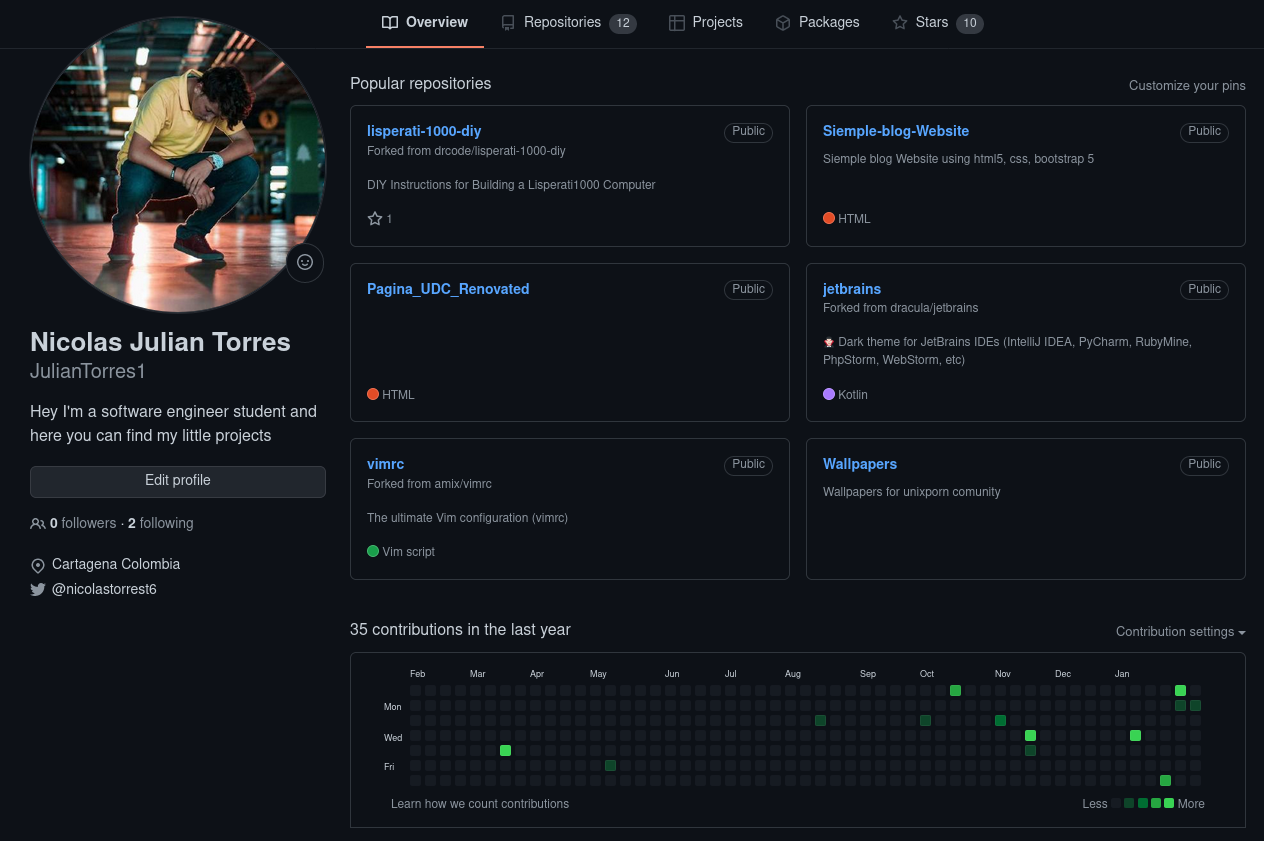 Overview
Repositories 12
Projects
Packages
Stars 10
Nicolas Julian Torres
JulianTorres1
Hey I'm a software engineer student and
here you can find my little projects
Edit profile
0 followers · 2 following
Cartagena Colombia
@nicolastorrest6
Popular repositories
Customize your pins
lisperati-1000-diy
Public
Forked from drcode/lisperati-1000-diy
DIY Instructions for Building a Lisperati1000 Computer
1
Siemple-blog-Website
Public
Siemple blog Website using html5, css, bootstrap 5
HTML
Pagina_UDC_Renovated
Public
HTML
jetbrains
Public
Forked from dracula/jetbrains
Dark theme for JetBrains IDEs (IntelliJ IDEA, PyCharm, RubyMine,
PhpStorm, WebStorm, etc)
Kotlin
vimrc
Public
Forked from amix/vimrc
The ultimate Vim configuration (vimrc)
Vim script
Wallpapers
Public
Wallpapers for unixporn comunity
35 contributions in the last year
Contribution settings
Feb Mar Apr May Jun Jul Aug Sep Oct Nov Dec Jan
Mon
Wed
Fri
Learn how we count contributions
Less More